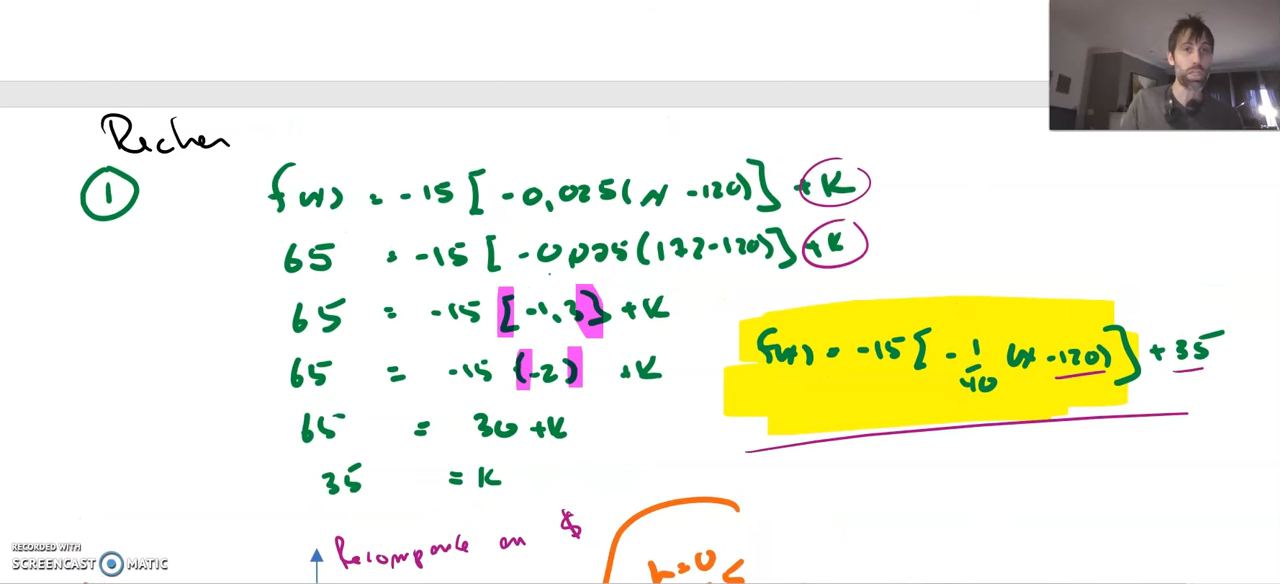 Recher
①
f(x) = -15 [ -0,025(x -120)] +K
65 = -15 [ -0,025(172-120)] +K
65 = -15 [-1,3] +K
65 = -15 (-2) +K
65 = 30 +K
35 = K
f(x) = -15 [ -1/40 (x -120) ] + 35
Récompense en $
h=0
RECORDED WITH
SCREENCAST MATIC